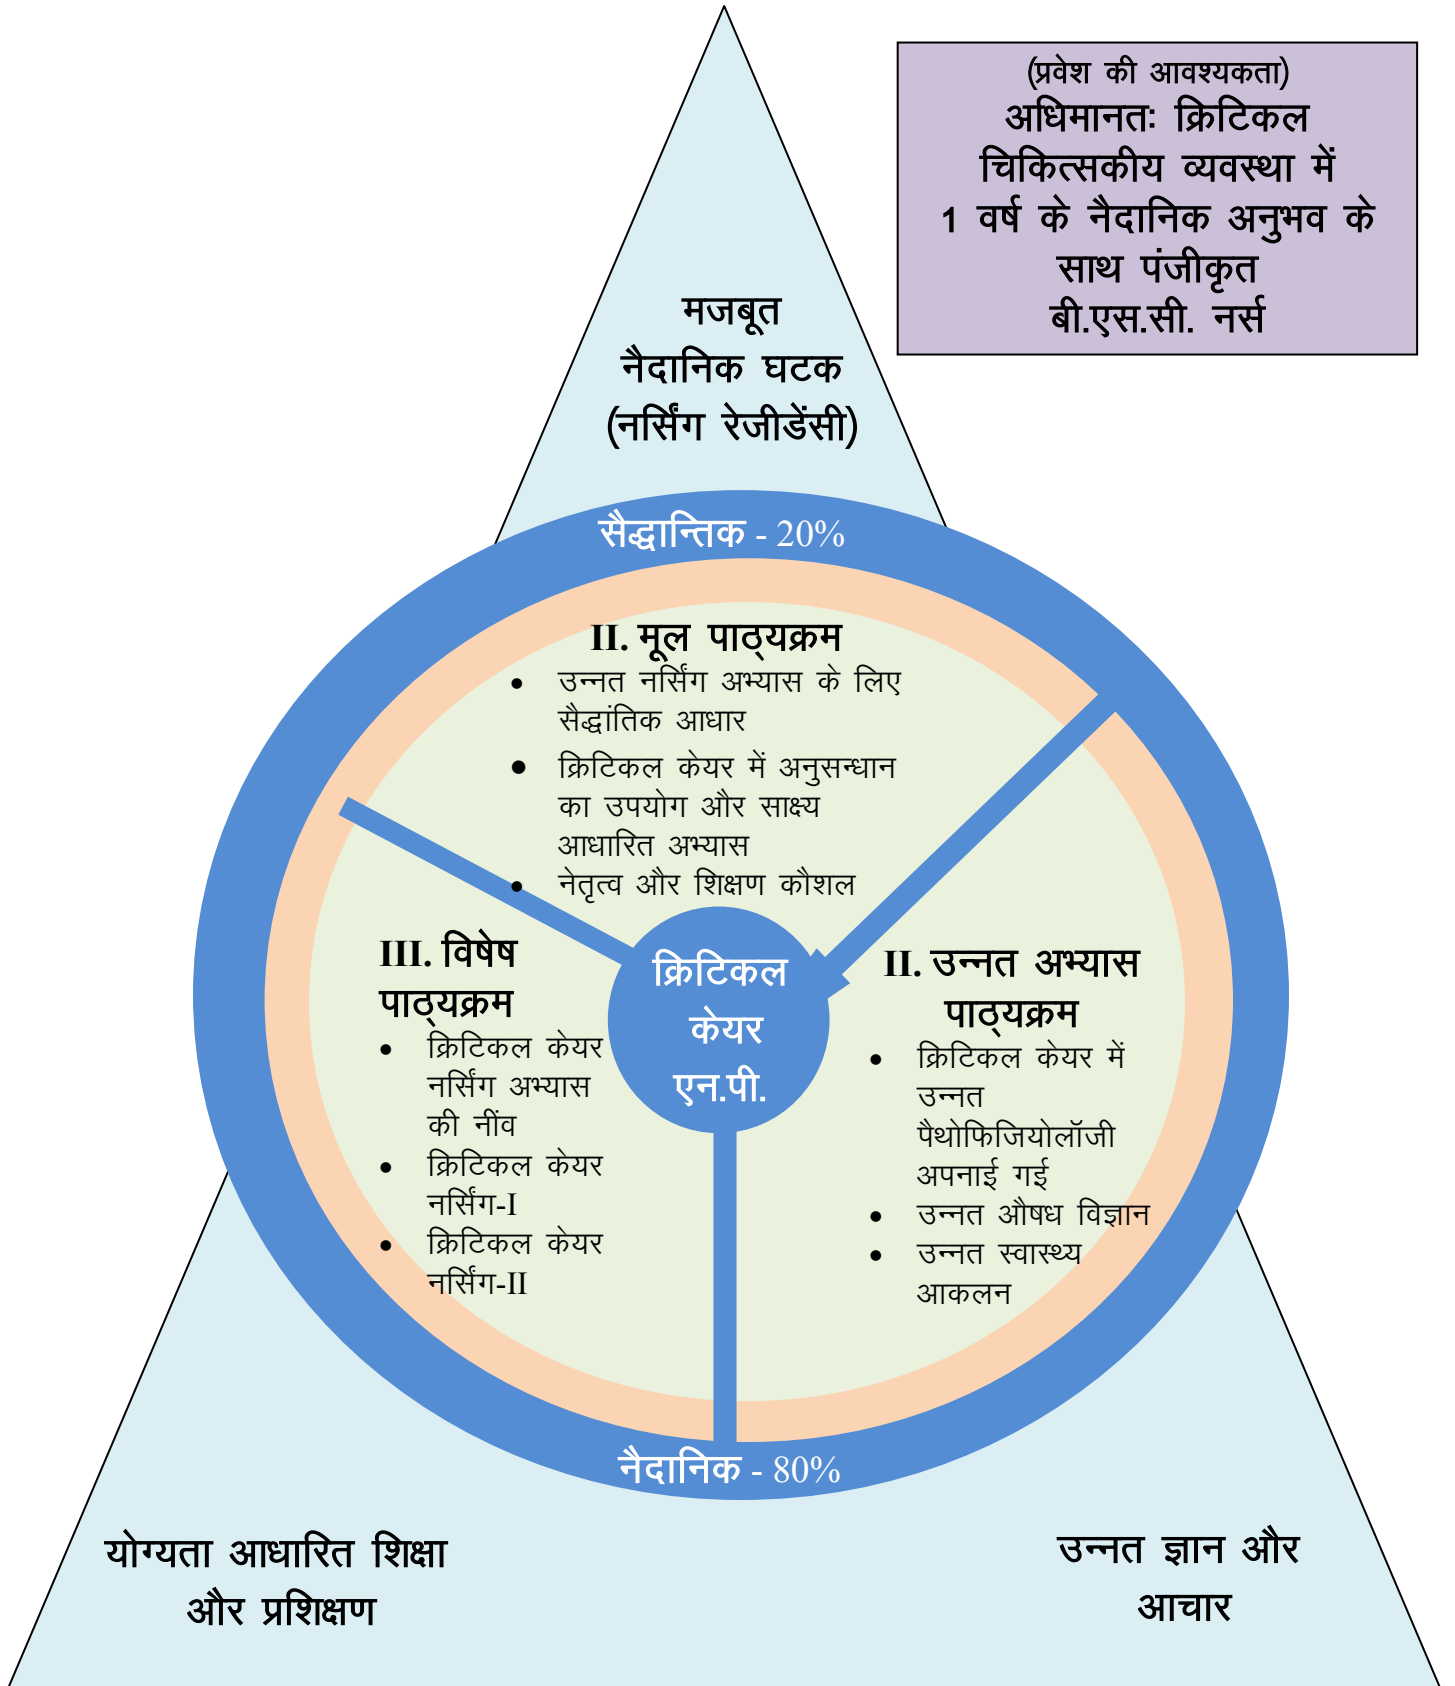 (प्रवेश की आवश्यकता)
अधिमानतः क्रिटिकल
चिकित्सकीय व्यवस्था में
1 वर्ष के नैदानिक अनुभव के
साथ पंजीकृत
बी.एस.सी. नर्स
मजबूत
नैदानिक घटक
(नर्सिंग रेजीडेंसी)
सैद्धान्तिक - 20%
II. मूल पाठ्यक्रम
• उन्नत नर्सिंग अभ्यास के लिए
सैद्धांतिक आधार
• क्रिटिकल केयर में अनुसन्धान
का उपयोग और साक्ष्य
आधारित अभ्यास
• नेतृत्व और शिक्षण कौशल
क्रिटिकल
केयर
एन.पी.
III. विषेष
पाठ्यक्रम
• क्रिटिकल केयर
नर्सिंग अभ्यास
की नींव
• क्रिटिकल केयर
नर्सिंग-I
• क्रिटिकल केयर
नर्सिंग-II
II. उन्नत अभ्यास
पाठ्यक्रम
• क्रिटिकल केयर में
उन्नत
पैथोफिजियोलॉजी
अपनाई गई
• उन्नत औषध विज्ञान
• उन्नत स्वास्थ्य
आकलन
नैदानिक - 80%
योग्यता आधारित शिक्षा
और प्रशिक्षण
उन्नत ज्ञान और
आचार